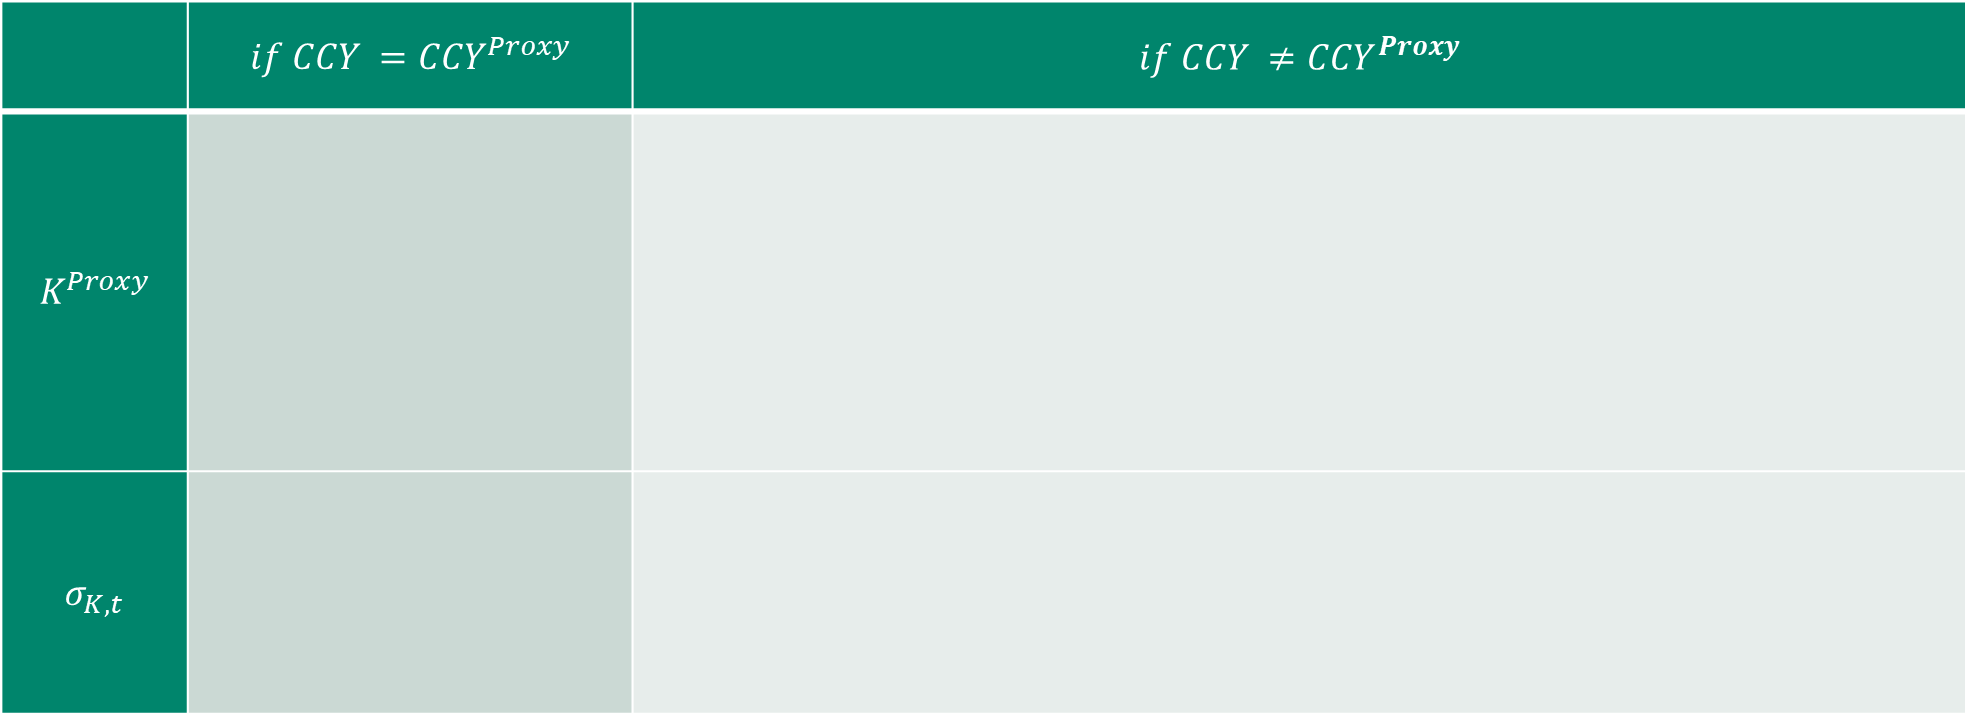 if CCY = CCY^Proxy
if CCY ≠ CCY^Proxy
K^Proxy
σ_K,t